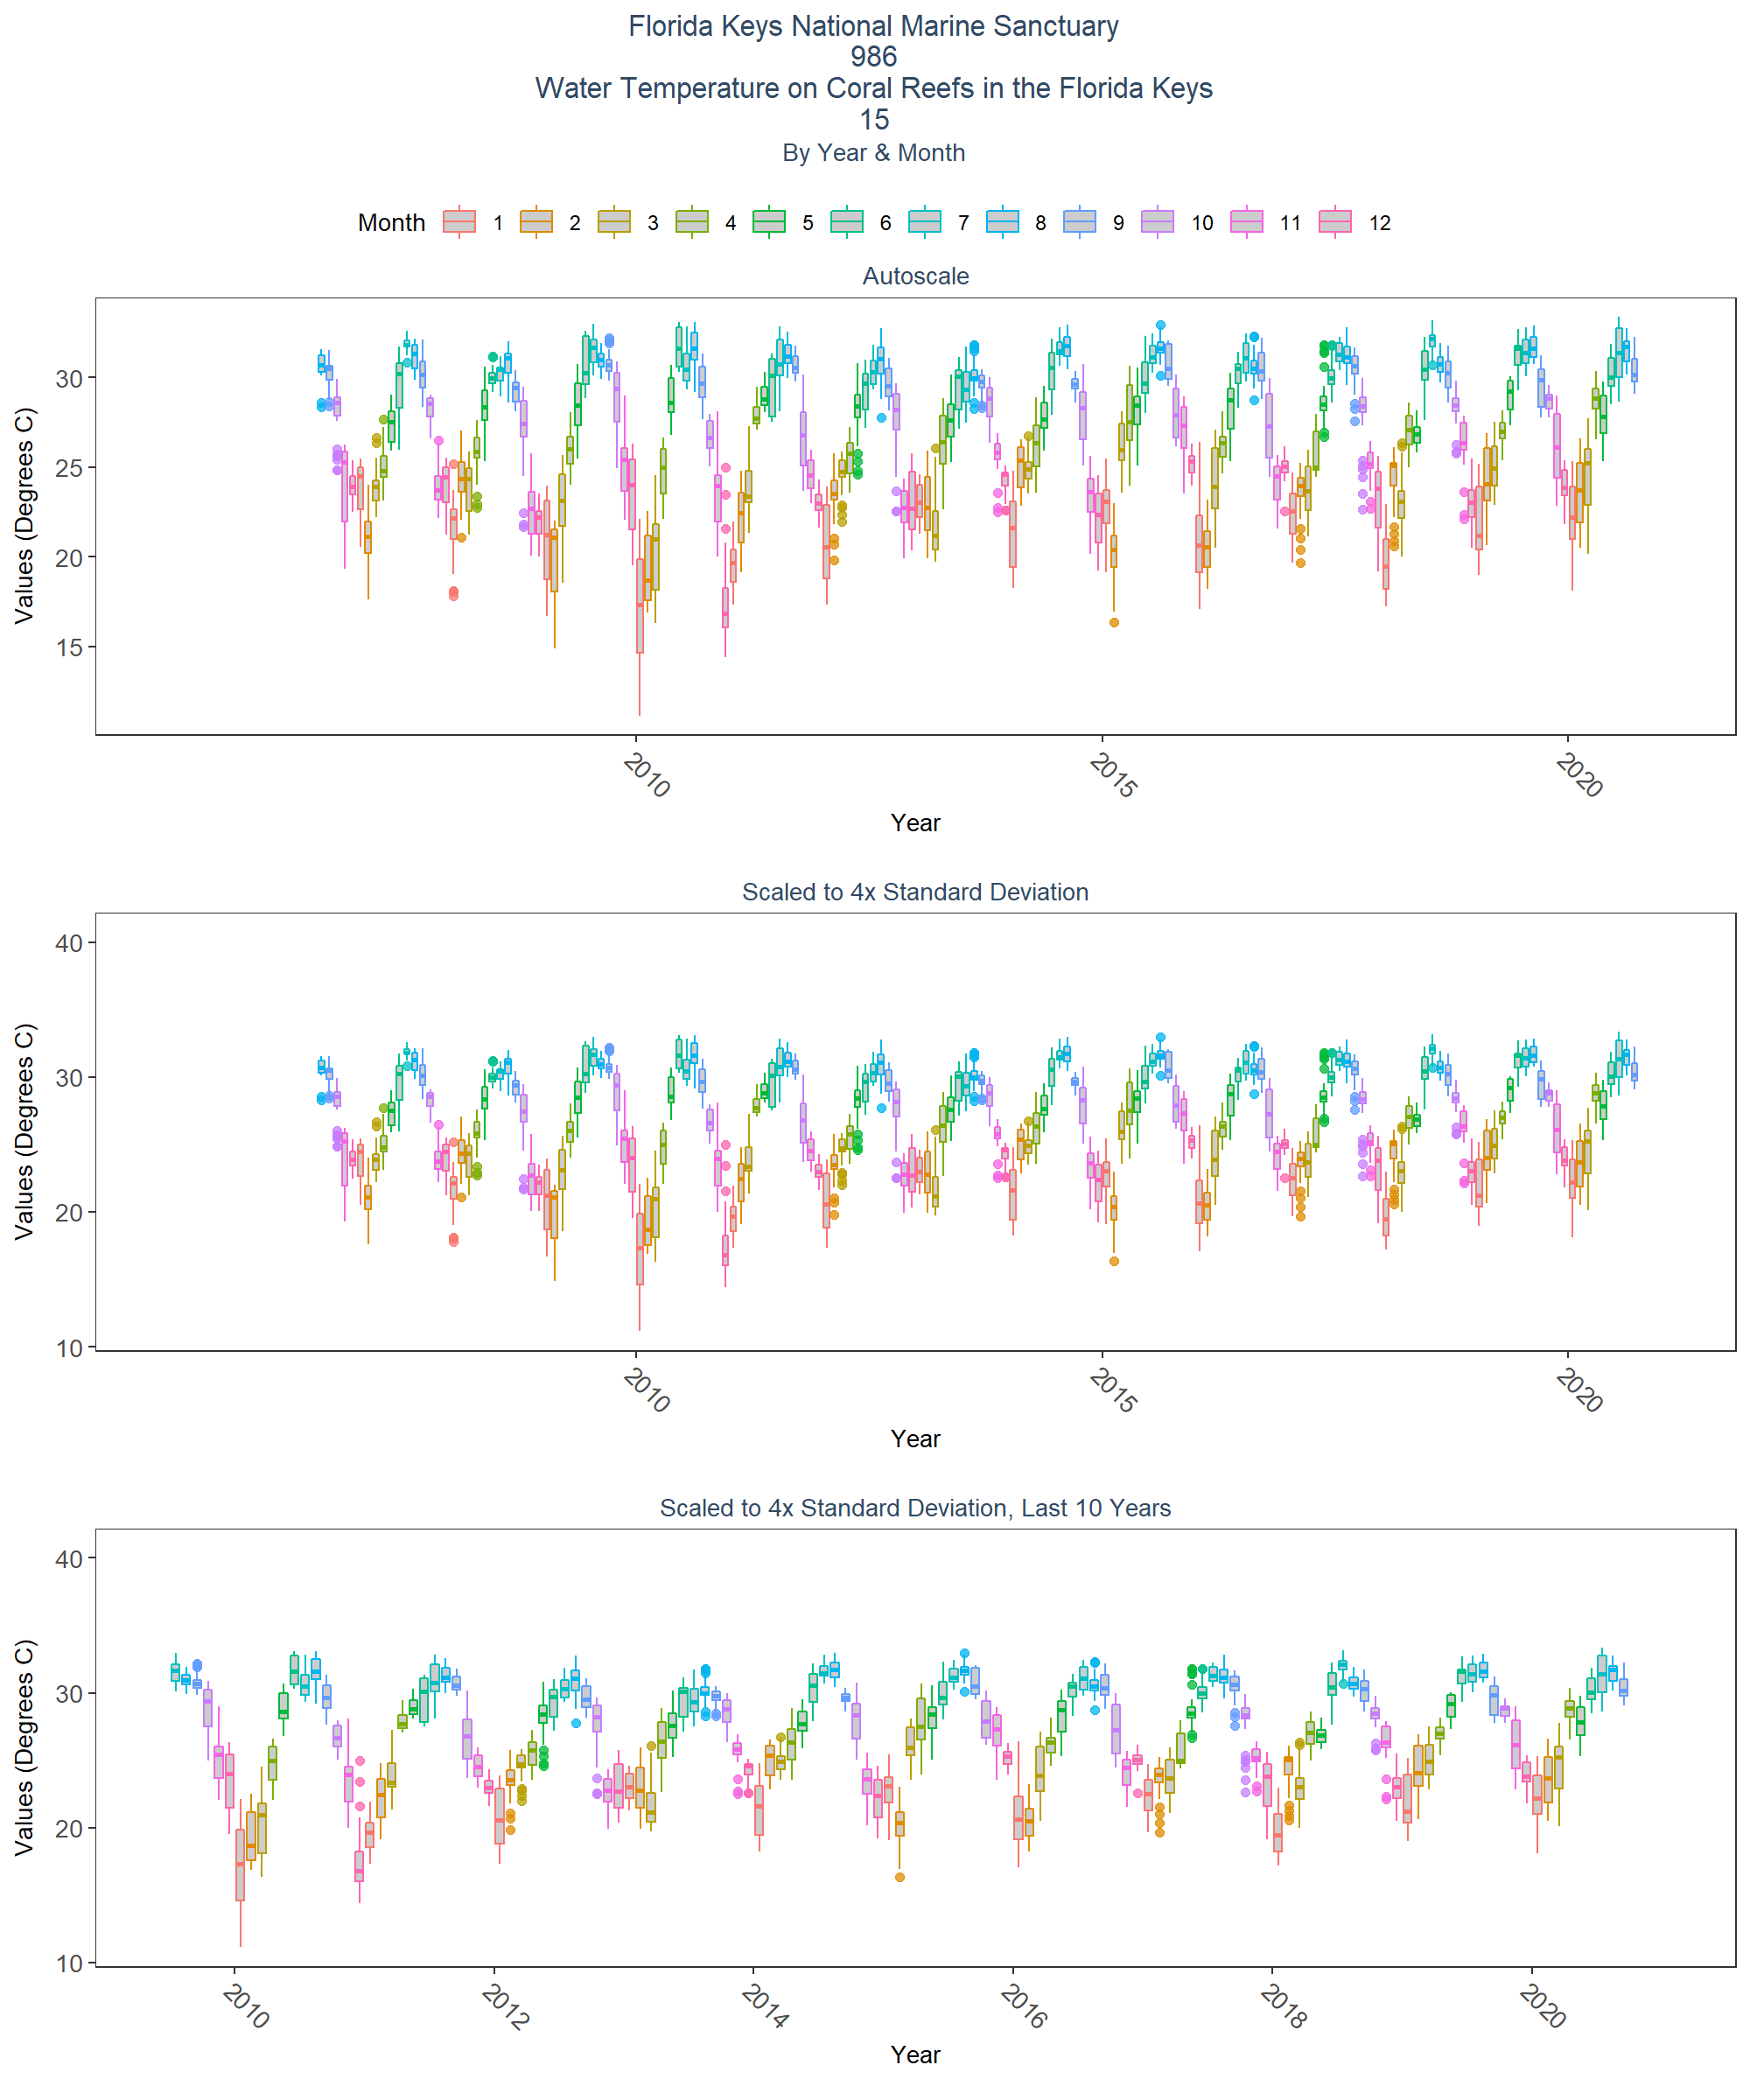 Florida Keys National Marine Sanctuary
986
Water Temperature on Coral Reefs in the Florida Keys
15
By Year & Month
Month 1 2 3 4 5 6 7 8 9 10 11 12
Autoscale
Values (Degrees C)
30
25
20
15
2010 2015 2020
Year
Scaled to 4x Standard Deviation
Values (Degrees C)
40
30
20
10
2010 2015 2020
Year
Scaled to 4x Standard Deviation, Last 10 Years
Values (Degrees C)
40
30
20
10
2010 2012 2014 2016 2018 2020
Year